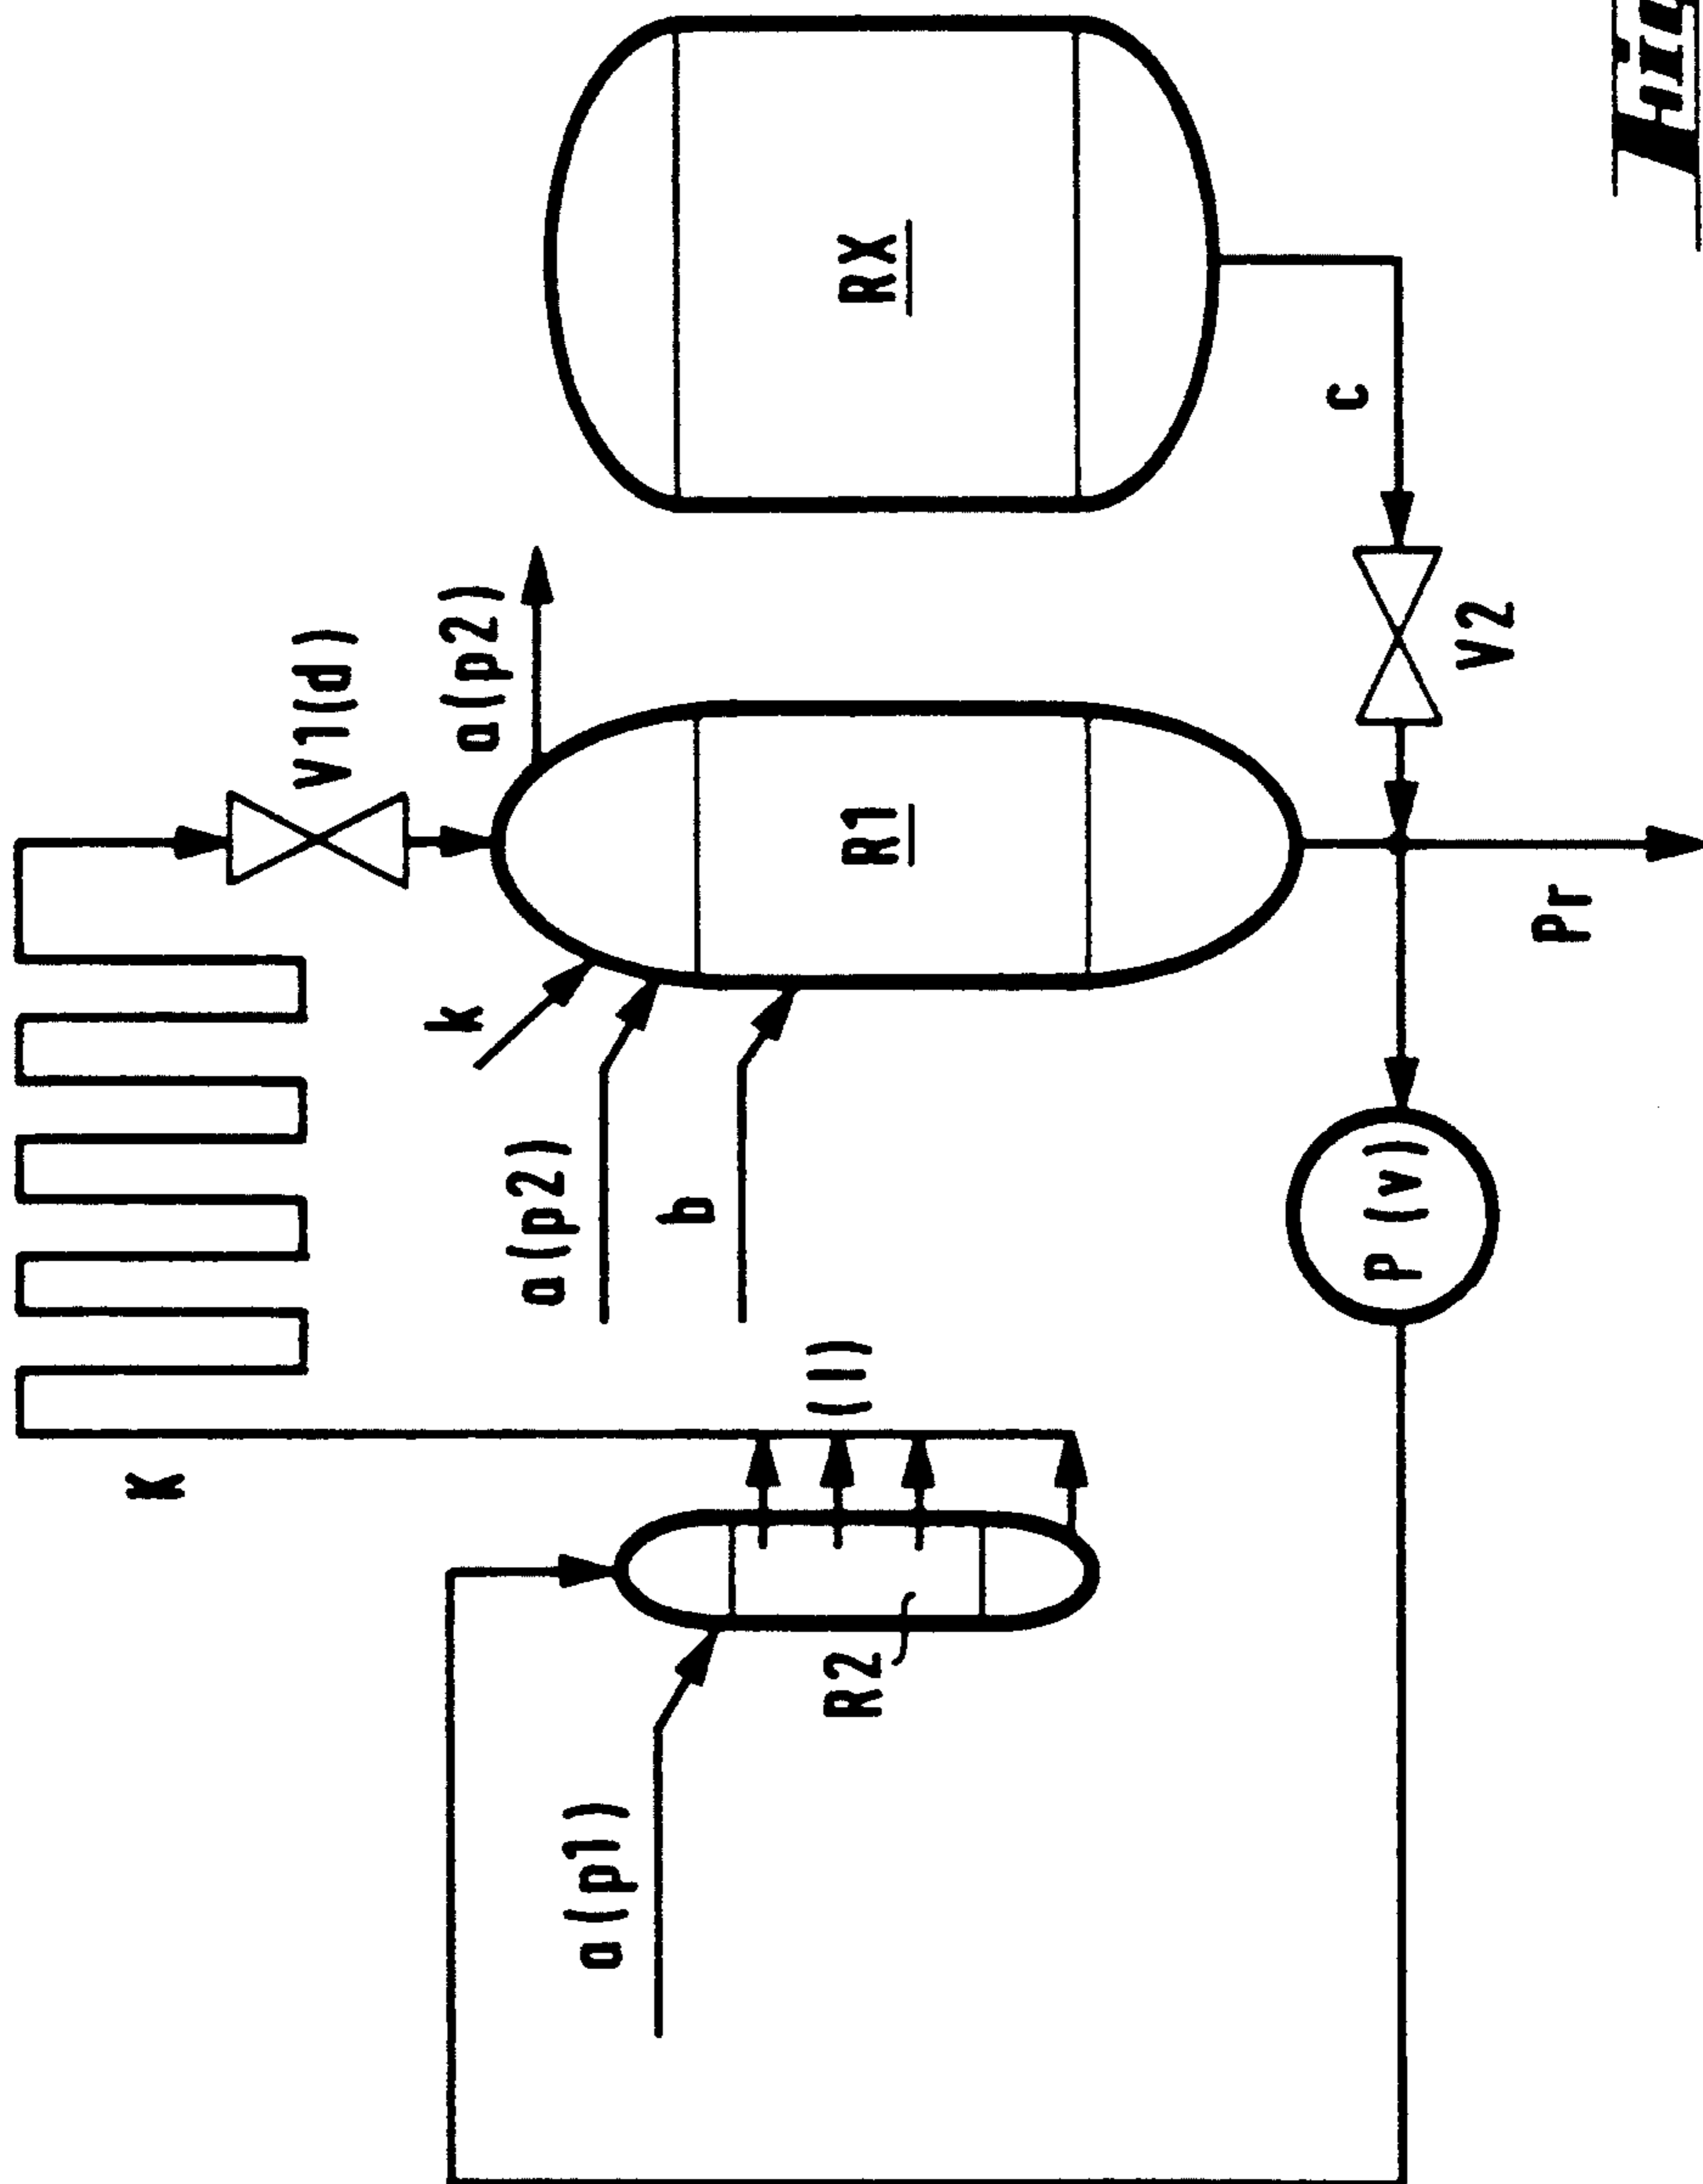 K
V1(d)
a(p2)
k
a(p2)
b
a(p1)
(l)
R2
R1
RX
c
P(v)
V2
Pr